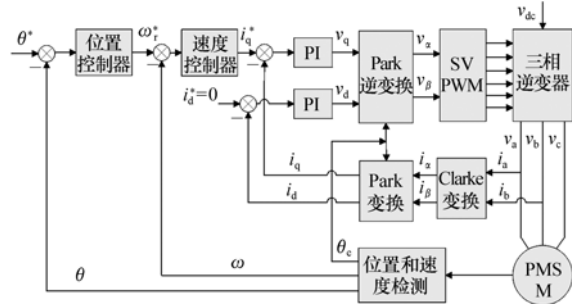 θ*
位置
控制器
ω*r
速度
控制器
i*q
PI
vq
Park
逆变换
vα
vβ
SV
PWM
vdc
三相
逆变器
i*d=0
PI
vd
va
vb
vc
iq
id
Park
变换
iα
iβ
Clarke
变换
ia
ib
θe
θ
ω
位置和速
度检测
PMS
M